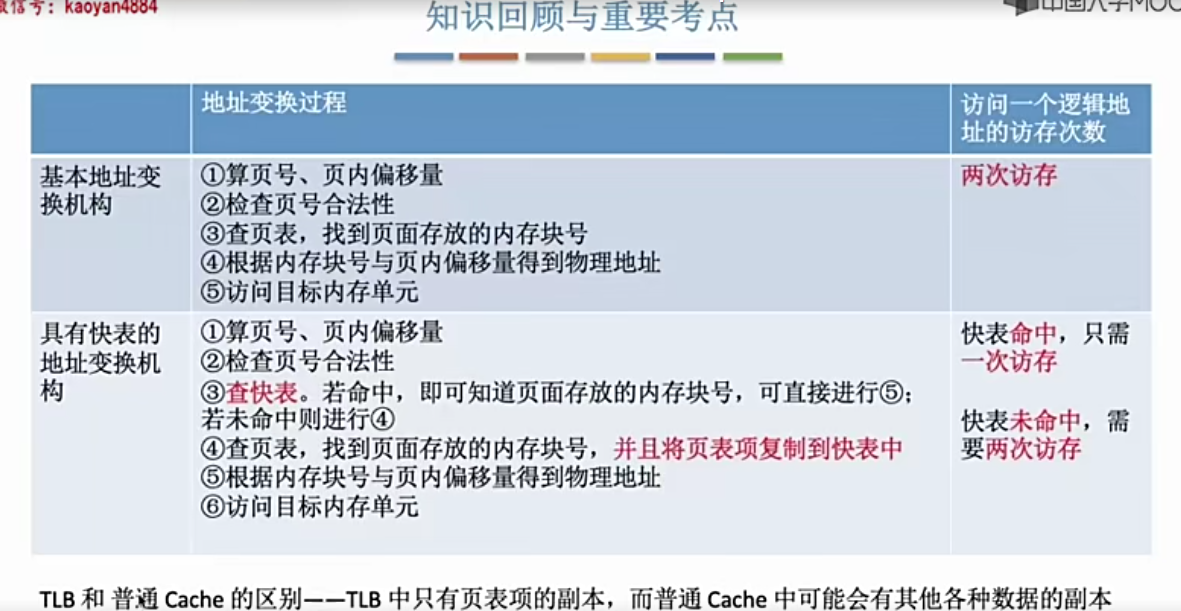 微信号：kaoyan4884
中国大学MOO
知识回顾与重要考点
地址变换过程
访问一个逻辑地
址的访存次数
基本地址变
换机构
①算页号、页内偏移量
②检查页号合法性
③查页表，找到页面存放的内存块号
④根据内存块号与页内偏移量得到物理地址
⑤访问目标内存单元
两次访存
具有快表的
地址变换机
构
①算页号、页内偏移量
②检查页号合法性
③查快表。若命中，即可知道页面存放的内存块号，可直接进行⑤；
若未命中则进行④
④查页表，找到页面存放的内存块号，并且将页表项复制到快表中
⑤根据内存块号与页内偏移量得到物理地址
⑥访问目标内存单元
快表命中，只需
一次访存
快表未命中，需
要两次访存
TLB 和 普通 Cache 的区别——TLB 中只有页表项的副本，而普通 Cache 中可能会有其他各种数据的副本